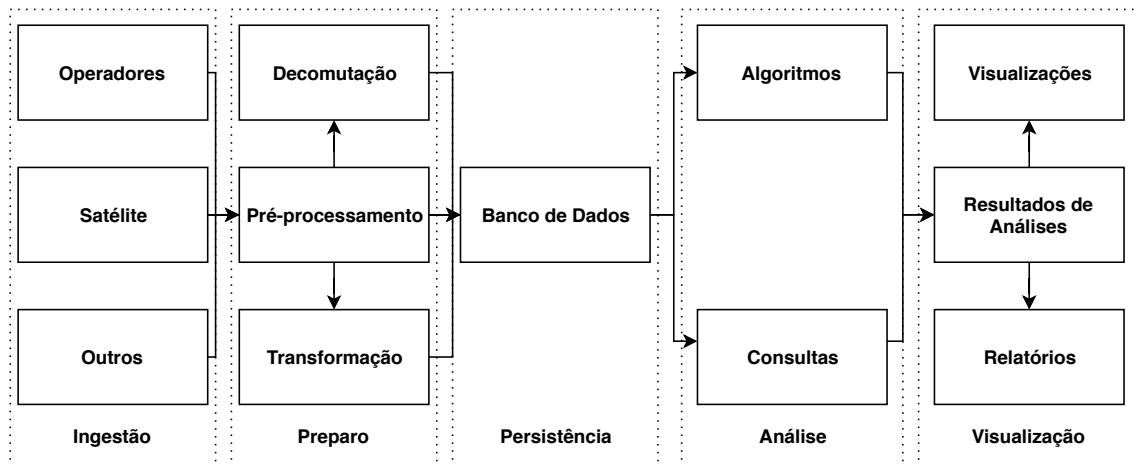 Operadores
Satélite
Outros
Ingestão
Decomutação
Pré-processamento
Transformação
Preparo
Banco de Dados
Persistência
Algoritmos
Consultas
Análise
Visualizações
Resultados de
Análises
Relatórios
Visualização